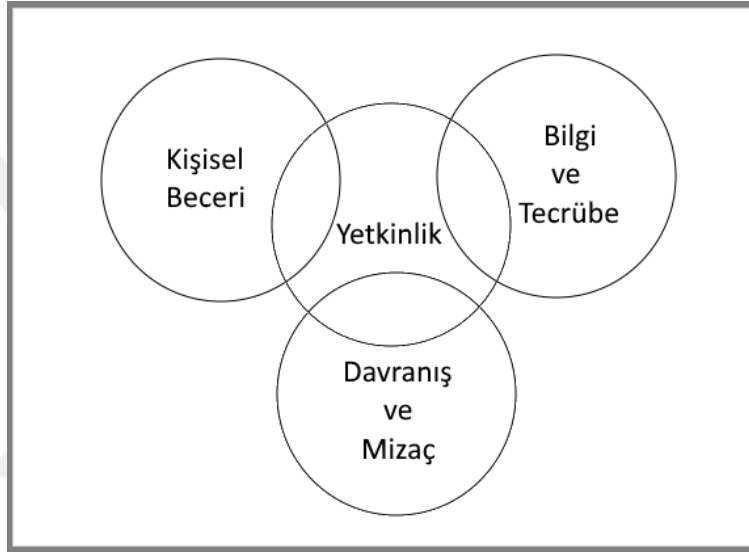 Kişisel
Beceri
Bilgi
ve
Tecrübe
Yetkinlik
Davranış
ve
Mizaç